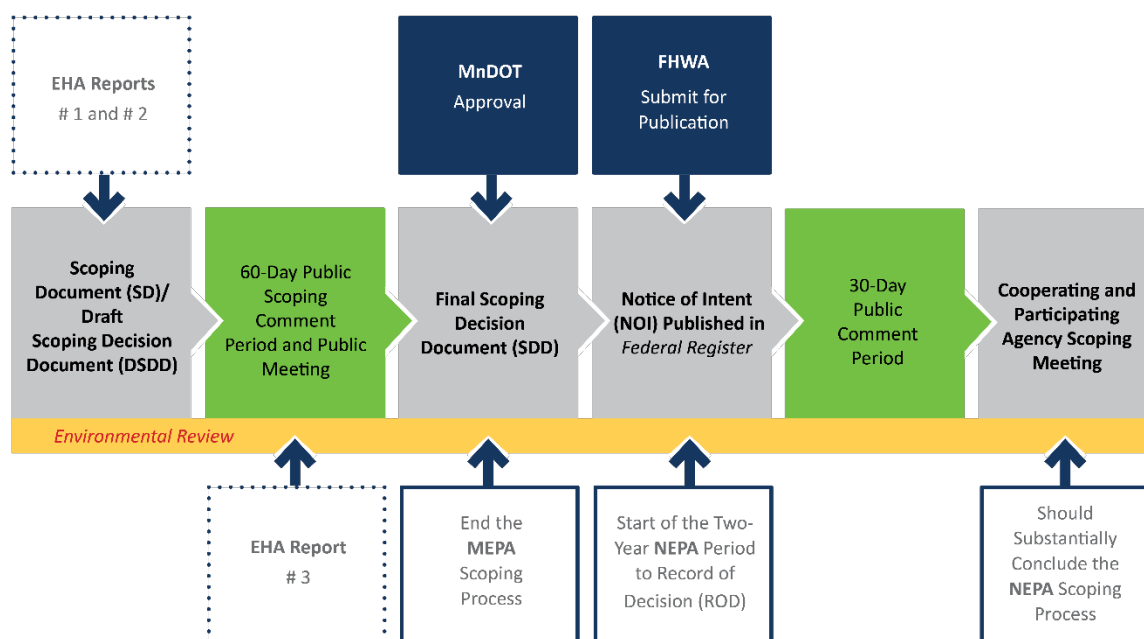 EHA Reports
# 1 and # 2
MnDOT
Approval
FHWA
Submit for
Publication
Scoping
Document (SD)/
Draft
Scoping Decision
Document (DSDD)
60-Day Public
Scoping
Comment
Period and Public
Meeting
Final Scoping
Decision
Document (SDD)
Notice of Intent
(NOI) Published in
Federal Register
30-Day
Public
Comment
Period
Cooperating and
Participating
Agency Scoping
Meeting
Environmental Review
EHA Report
# 3
End the
MEPA
Scoping
Process
Start of the Two-
Year NEPA Period
to Record of
Decision (ROD)
Should
Substantially
Conclude the
NEPA Scoping
Process